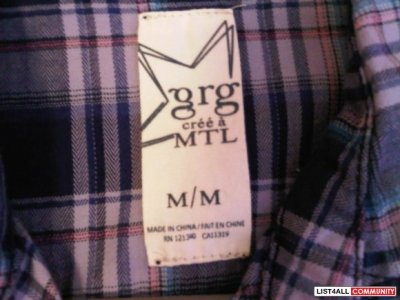 grg
créé à
MTL
M/M
MADE IN CHINA/FAIT EN CHINE
RN 121340 CA11319
LIST4ALL COMMUNITY